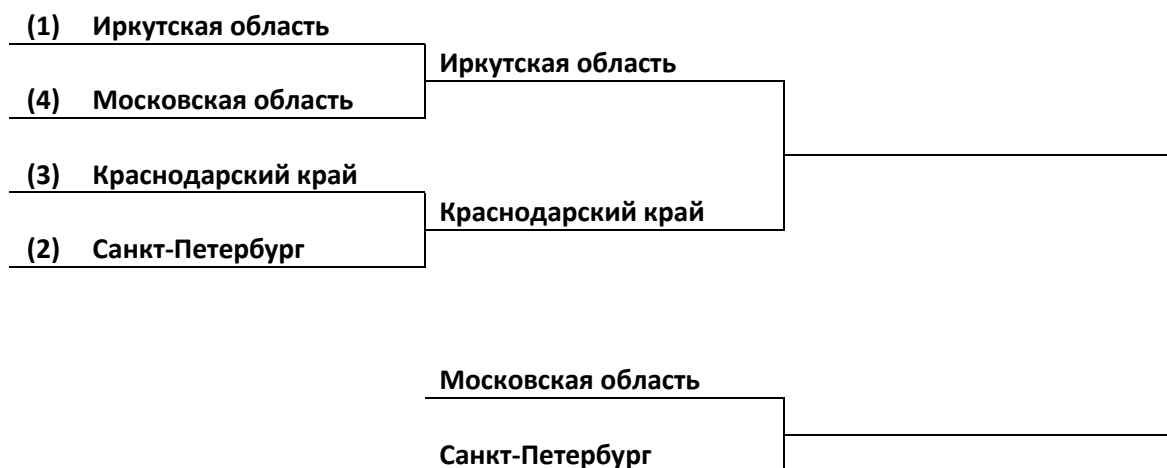 (1) Иркутская область
Иркутская область
(4) Московская область
(3) Краснодарский край
Краснодарский край
(2) Санкт-Петербург
Московская область
Санкт-Петербург